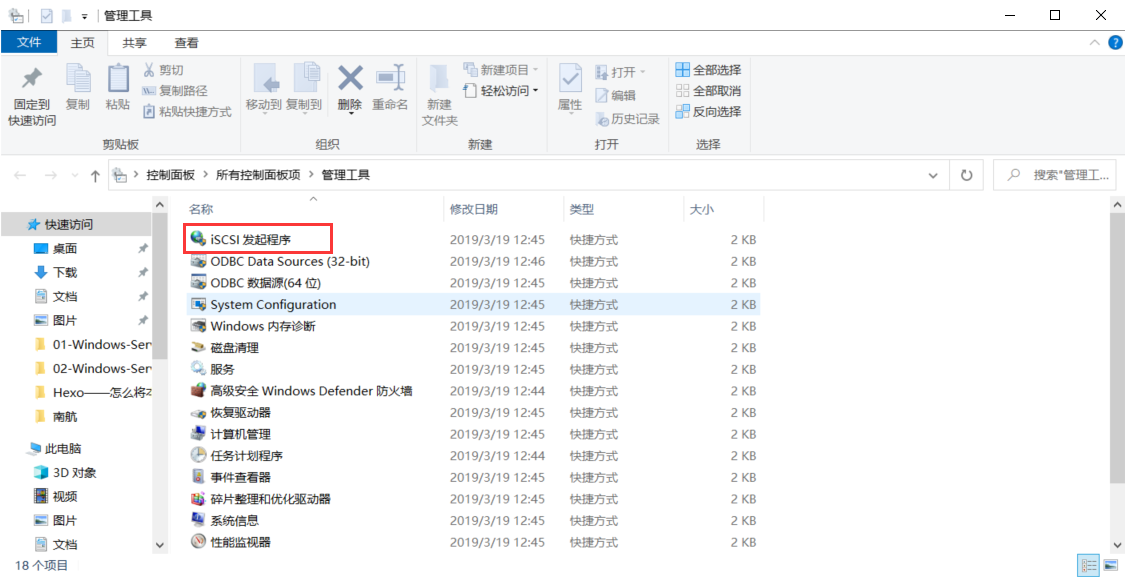 管理工具
文件 主页 共享 查看
固定到
快速访问
复制
粘贴
剪切
复制路径
粘贴快捷方式
剪贴板
移动到 复制到 删除 重命名
组织
新建
文件夹
新建项目
轻松访问
新建
属性
打开
编辑
历史记录
打开
全部选择
全部取消
反向选择
选择
控制面板 > 所有控制面板项 > 管理工具
搜索"管理工...
快速访问
桌面
下载
文档
图片
01-Windows-Ser
02-Windows-Ser
Hexo——怎么将本
南航
此电脑
3D 对象
视频
图片
文档
名称 修改日期 类型 大小
iSCSI 发起程序 2019/3/19 12:45 快捷方式 2 KB
ODBC Data Sources (32-bit) 2019/3/19 12:46 快捷方式 2 KB
ODBC 数据源(64 位) 2019/3/19 12:45 快捷方式 2 KB
System Configuration 2019/3/19 12:45 快捷方式 2 KB
Windows 内存诊断 2019/3/19 12:45 快捷方式 2 KB
磁盘清理 2019/3/19 12:45 快捷方式 2 KB
服务 2019/3/19 12:45 快捷方式 2 KB
高级安全 Windows Defender 防火墙 2019/3/19 12:44 快捷方式 2 KB
恢复驱动器 2019/3/19 12:45 快捷方式 2 KB
计算机管理 2019/3/19 12:45 快捷方式 2 KB
任务计划程序 2019/3/19 12:44 快捷方式 2 KB
事件查看器 2019/3/19 12:45 快捷方式 2 KB
碎片整理和优化驱动器 2019/3/19 12:45 快捷方式 2 KB
系统信息 2019/3/19 12:45 快捷方式 2 KB
性能监视器 2019/3/19 12:45 快捷方式 2 KB
18 个项目